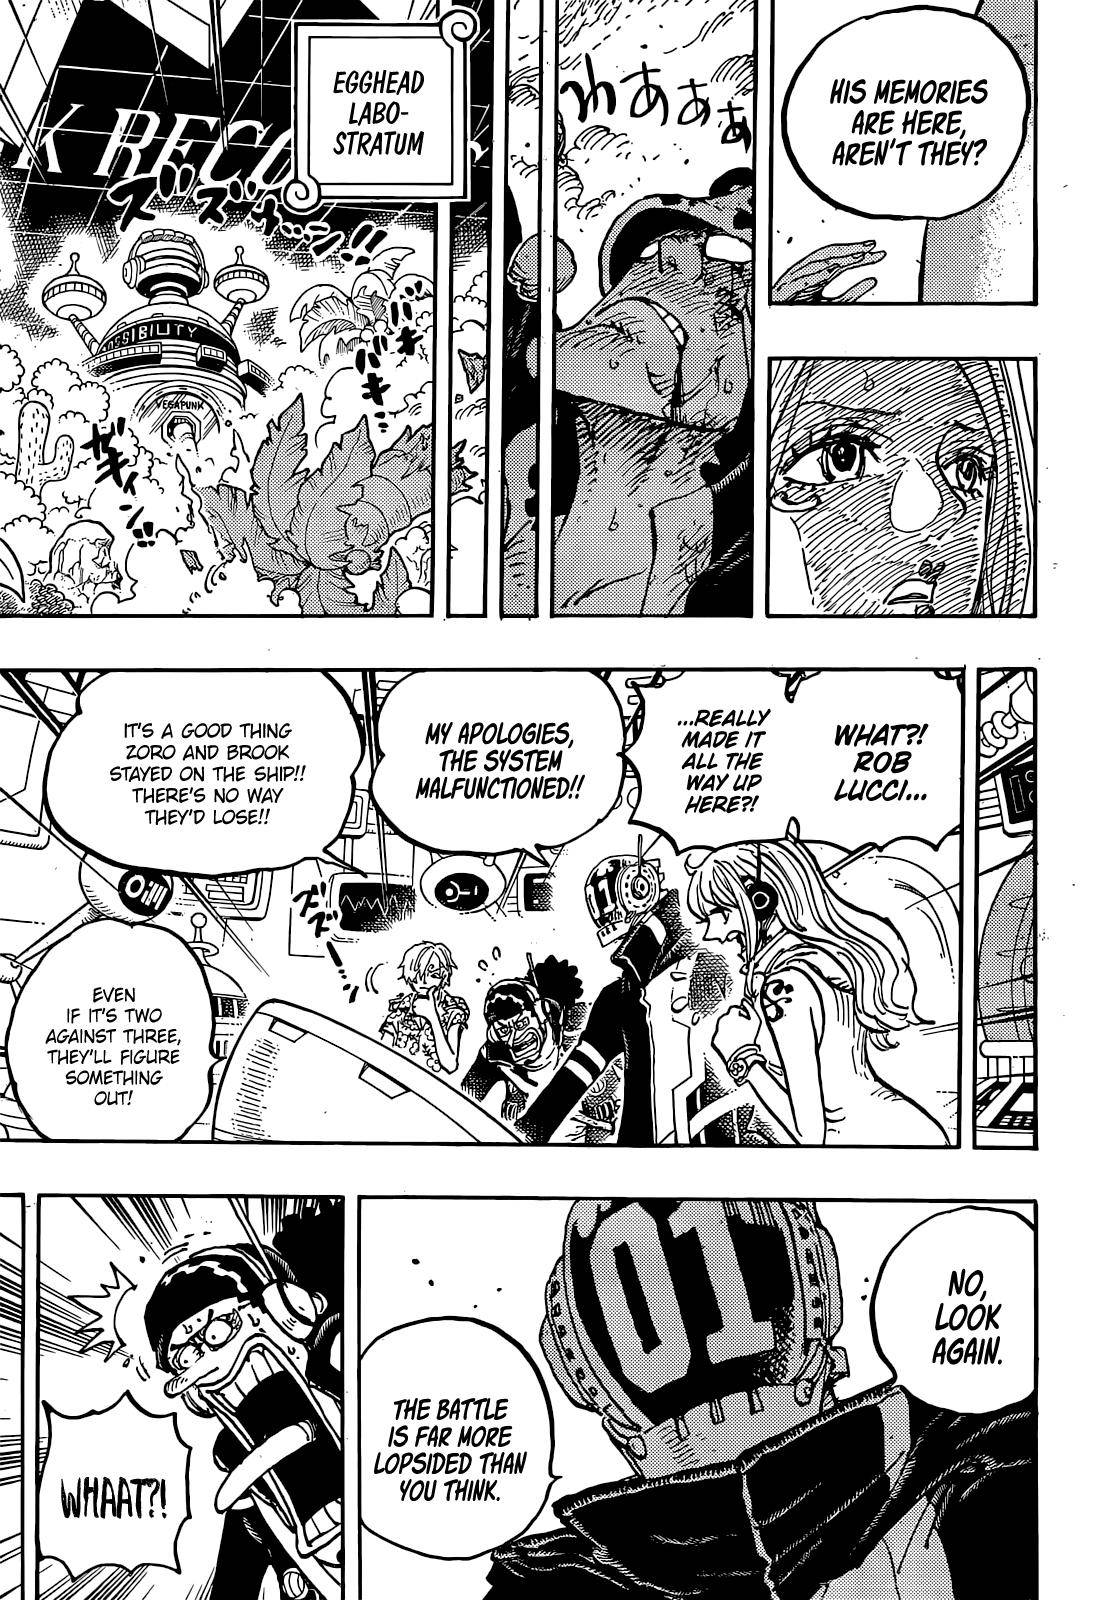 HIS MEMORIES
ARE HERE,
AREN'T THEY?
わあぁぁ
EGGHEAD
LABO-
STRATUM
VEGAPUNK
WHAT?!
ROB
LUCCI...
...REALLY
MADE IT
ALL THE
WAY UP
HERE?!
MY APOLOGIES,
THE SYSTEM
MALFUNCTIONED!!
IT'S A GOOD THING
ZORO AND BROOK
STAYED ON THE SHIP!!
THERE'S NO WAY
THEY'D LOSE!!
EVEN
IF IT'S TWO
AGAINST THREE,
THEY'LL FIGURE
SOMETHING
OUT!
01
NO,
LOOK
AGAIN.
THE BATTLE
IS FAR MORE
LOPSIDED THAN
YOU THINK.
WHAAT?!